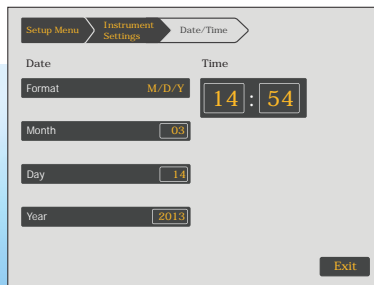 Setup Menu Instrument Settings Date/Time
Date Time
Format M/D/Y
14 : 54
Month 03
Day 14
Year 2013
Exit